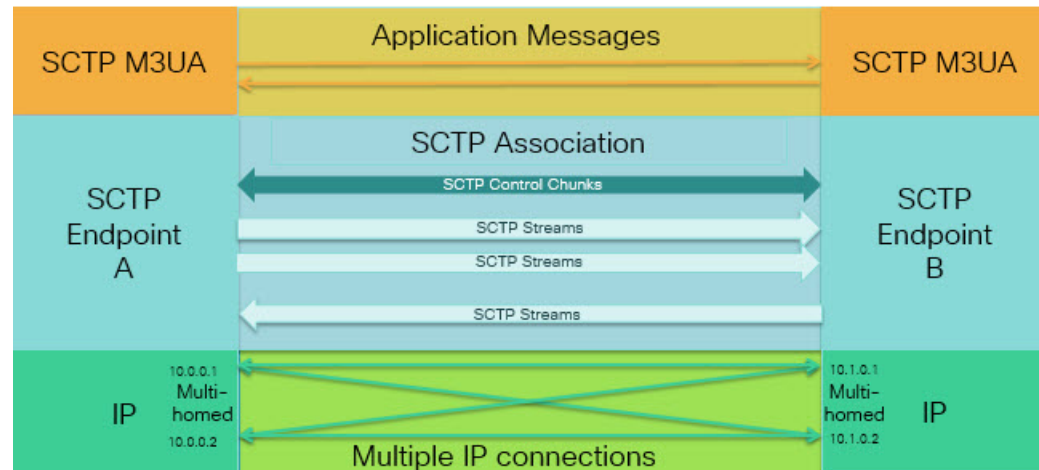 SCTP M3UA
Application Messages
SCTP M3UA
SCTP
Endpoint
A
SCTP Association
SCTP Control Chunks
SCTP Streams
SCTP Streams
SCTP Streams
SCTP
Endpoint
B
IP
10.0.0.1
Multi-
homed
10.0.0.2
Multiple IP connections
10.1.0.1
Multi-
homed
10.1.0.2
IP